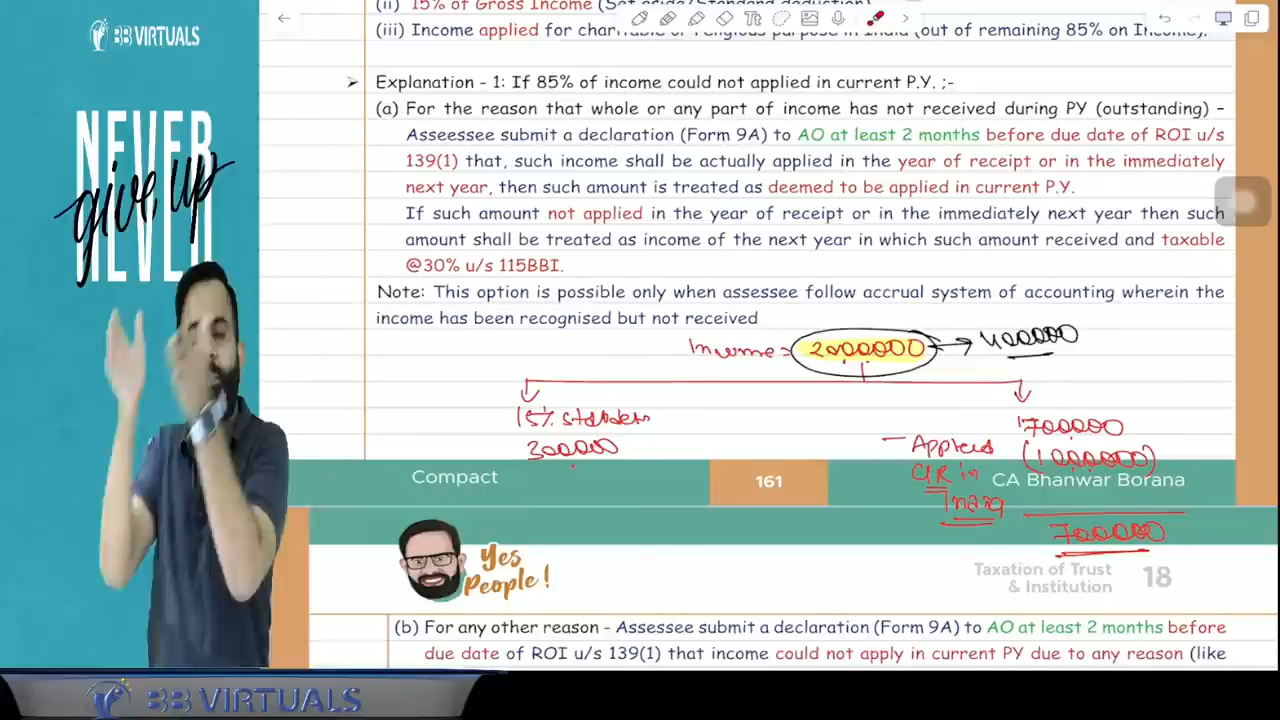 BB VIRTUALS
NEVER
give up
NEVER
(ii) 15% of Gross Income (Set aside/Standard deduction)
(iii) Income applied for charitable or religious purpose in India (out of remaining 85% on Income).
➤ Explanation - 1: If 85% of income could not applied in current P.Y. ;-
(a) For the reason that whole or any part of income has not received during PY (outstanding) –
Asseessee submit a declaration (Form 9A) to AO at least 2 months before due date of ROI u/s
139(1) that, such income shall be actually applied in the year of receipt or in the immediately
next year, then such amount is treated as deemed to be applied in current P.Y.
If such amount not applied in the year of receipt or in the immediately next year then such
amount shall be treated as income of the next year in which such amount received and taxable
@30% u/s 115BBI.
Note: This option is possible only when assessee follow accrual system of accounting wherein the
income has been recognised but not received
Income = 2000000 → 400000
15%
300000
1700000
– Applied (1000000)
C/R in
700000
Compact 161 CA Bhanwar Borana
Yes
People!
Taxation of Trust
& Institution 18
(b) For any other reason - Assessee submit a declaration (Form 9A) to AO at least 2 months before
due date of ROI u/s 139(1) that income could not apply in current PY due to any reason (like
BB VIRTUALS